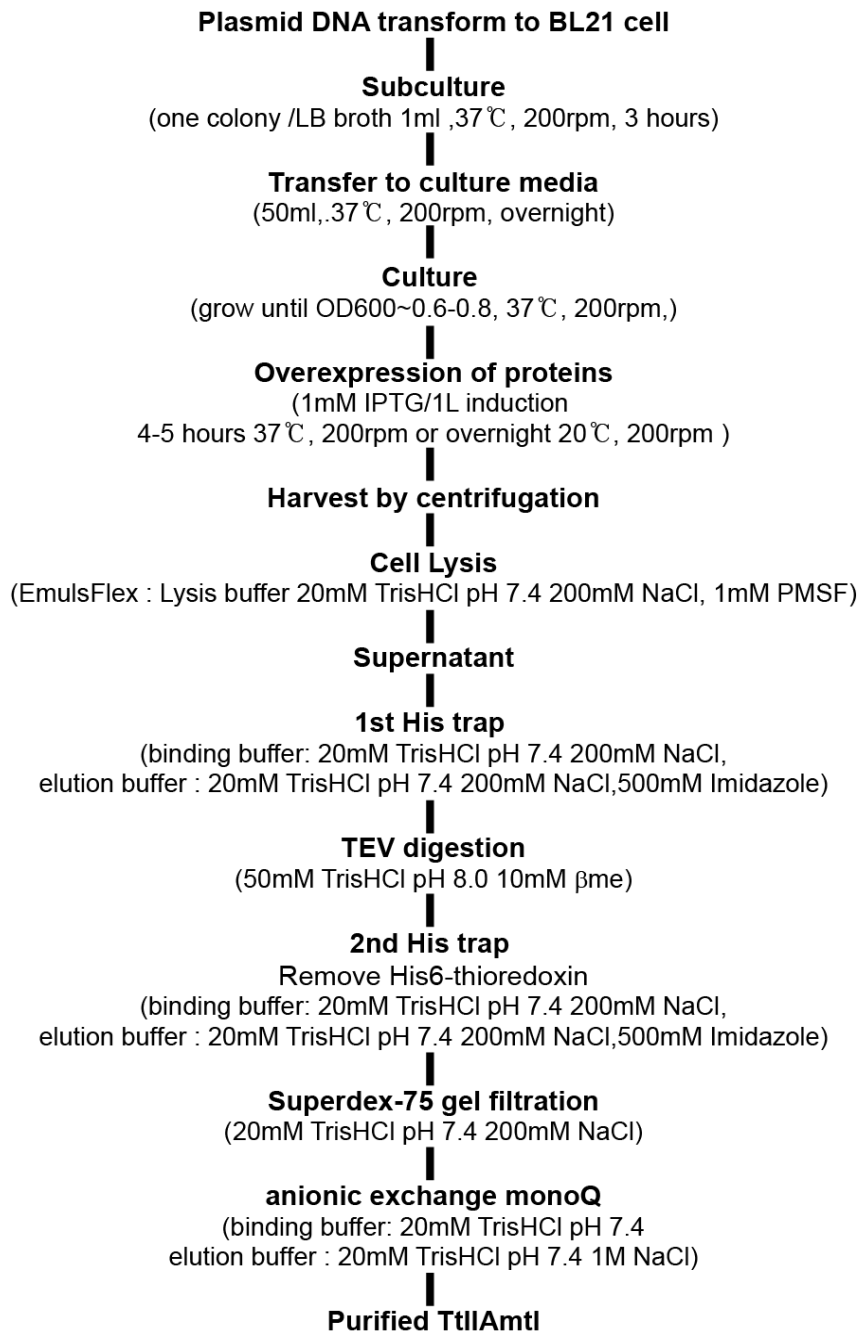 Plasmid DNA transform to BL21 cell
Subculture
(one colony /LB broth 1ml ,37℃, 200rpm, 3 hours)
Transfer to culture media
(50ml,.37℃, 200rpm, overnight)
Culture
(grow until OD600~0.6-0.8, 37℃, 200rpm,)
Overexpression of proteins
(1mM IPTG/1L induction
4-5 hours 37℃, 200rpm or overnight 20℃, 200rpm )
Harvest by centrifugation
Cell Lysis
(EmulsFlex : Lysis buffer 20mM TrisHCl pH 7.4 200mM NaCl, 1mM PMSF)
Supernatant
1st His trap
(binding buffer: 20mM TrisHCl pH 7.4 200mM NaCl,
elution buffer : 20mM TrisHCl pH 7.4 200mM NaCl,500mM Imidazole)
TEV digestion
(50mM TrisHCl pH 8.0 10mM βme)
2nd His trap
Remove His6-thioredoxin
(binding buffer: 20mM TrisHCl pH 7.4 200mM NaCl,
elution buffer : 20mM TrisHCl pH 7.4 200mM NaCl,500mM Imidazole)
Superdex-75 gel filtration
(20mM TrisHCl pH 7.4 200mM NaCl)
anionic exchange monoQ
(binding buffer: 20mM TrisHCl pH 7.4
elution buffer : 20mM TrisHCl pH 7.4 1M NaCl)
Purified TtllAmtl